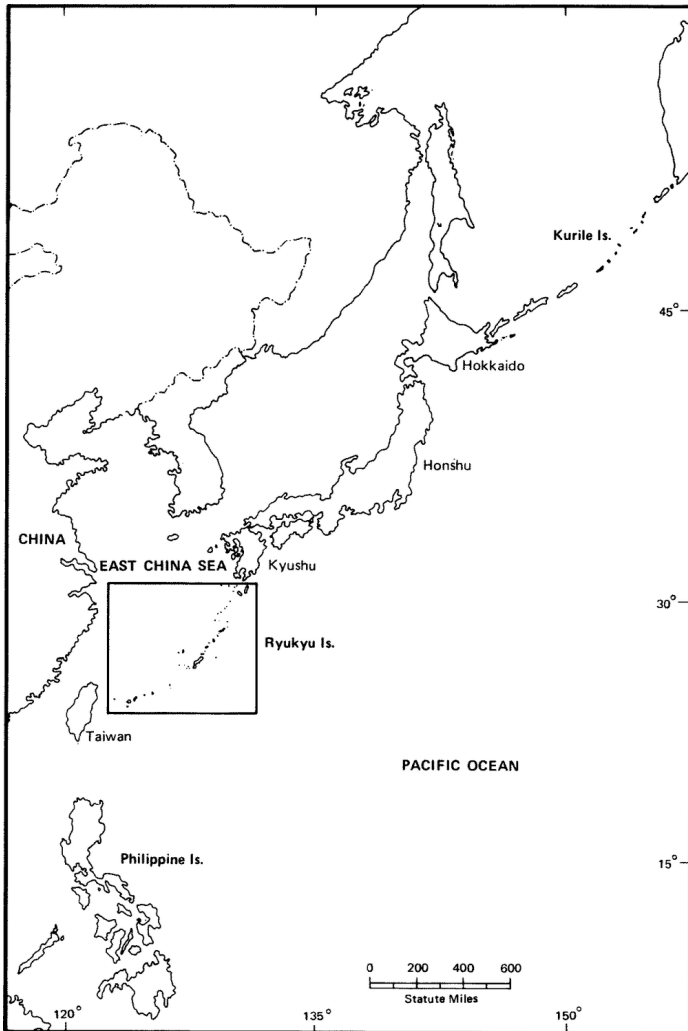 Kurile Is.
45°
Hokkaido
Honshu
CHINA
EAST CHINA SEA
Kyushu
30°
Ryukyu Is.
Taiwan
PACIFIC OCEAN
Philippine Is.
15°
0 200 400 600
Statute Miles
120° 135° 150°